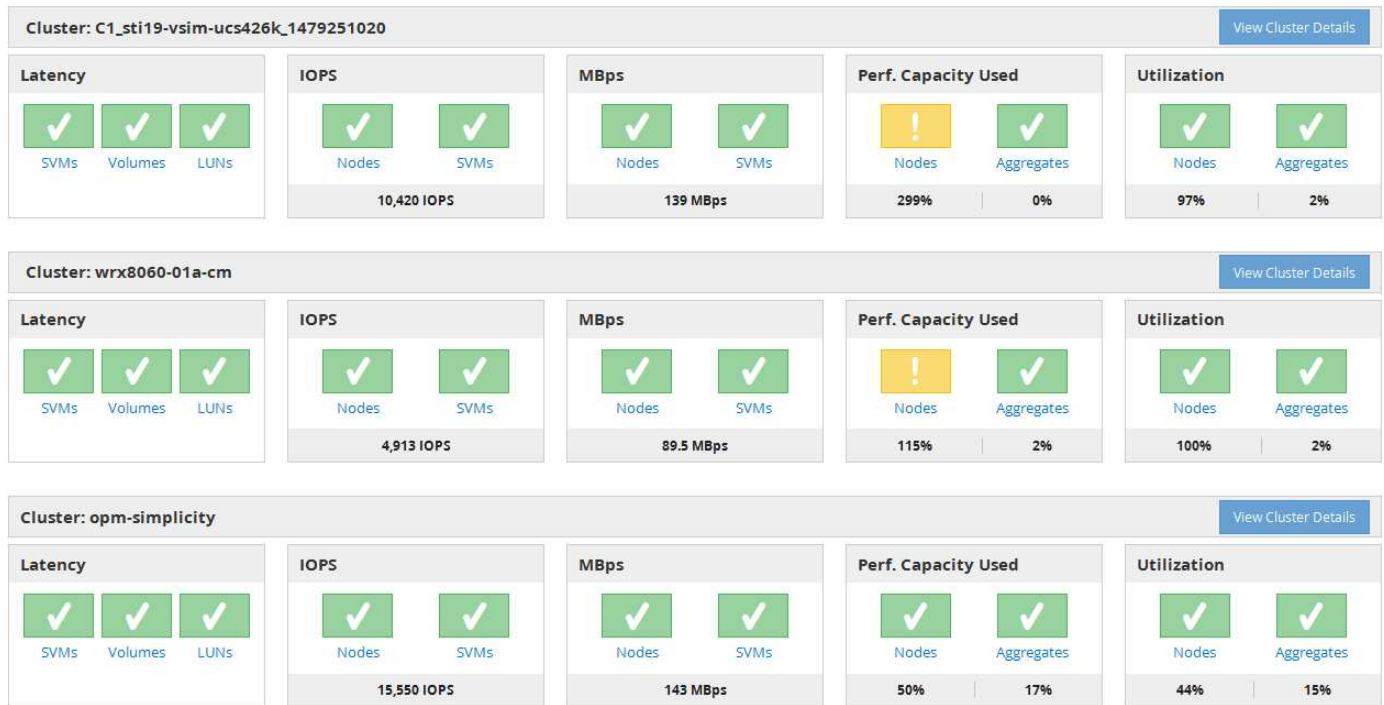 Cluster: C1_sti19-vsim-ucs426k_1479251020 View Cluster Details
Latency IOPS MBps Perf. Capacity Used Utilization
! 
SVMs Volumes LUNs Nodes SVMs Nodes SVMs Nodes Aggregates Nodes Aggregates
10,420 IOPS 139 MBps 299% 0% 97% 2%
Cluster: wrx8060-01a-cm View Cluster Details
Latency IOPS MBps Perf. Capacity Used Utilization
!
SVMs Volumes LUNs Nodes SVMs Nodes SVMs Nodes Aggregates Nodes Aggregates
4,913 IOPS 89.5 MBps 115% 2% 100% 2%
Cluster: opm-simplicity View Cluster Details
Latency IOPS MBps Perf. Capacity Used Utilization
SVMs Volumes LUNs Nodes SVMs Nodes SVMs Nodes Aggregates Nodes Aggregates
15,550 IOPS 143 MBps 50% 17% 44% 15%